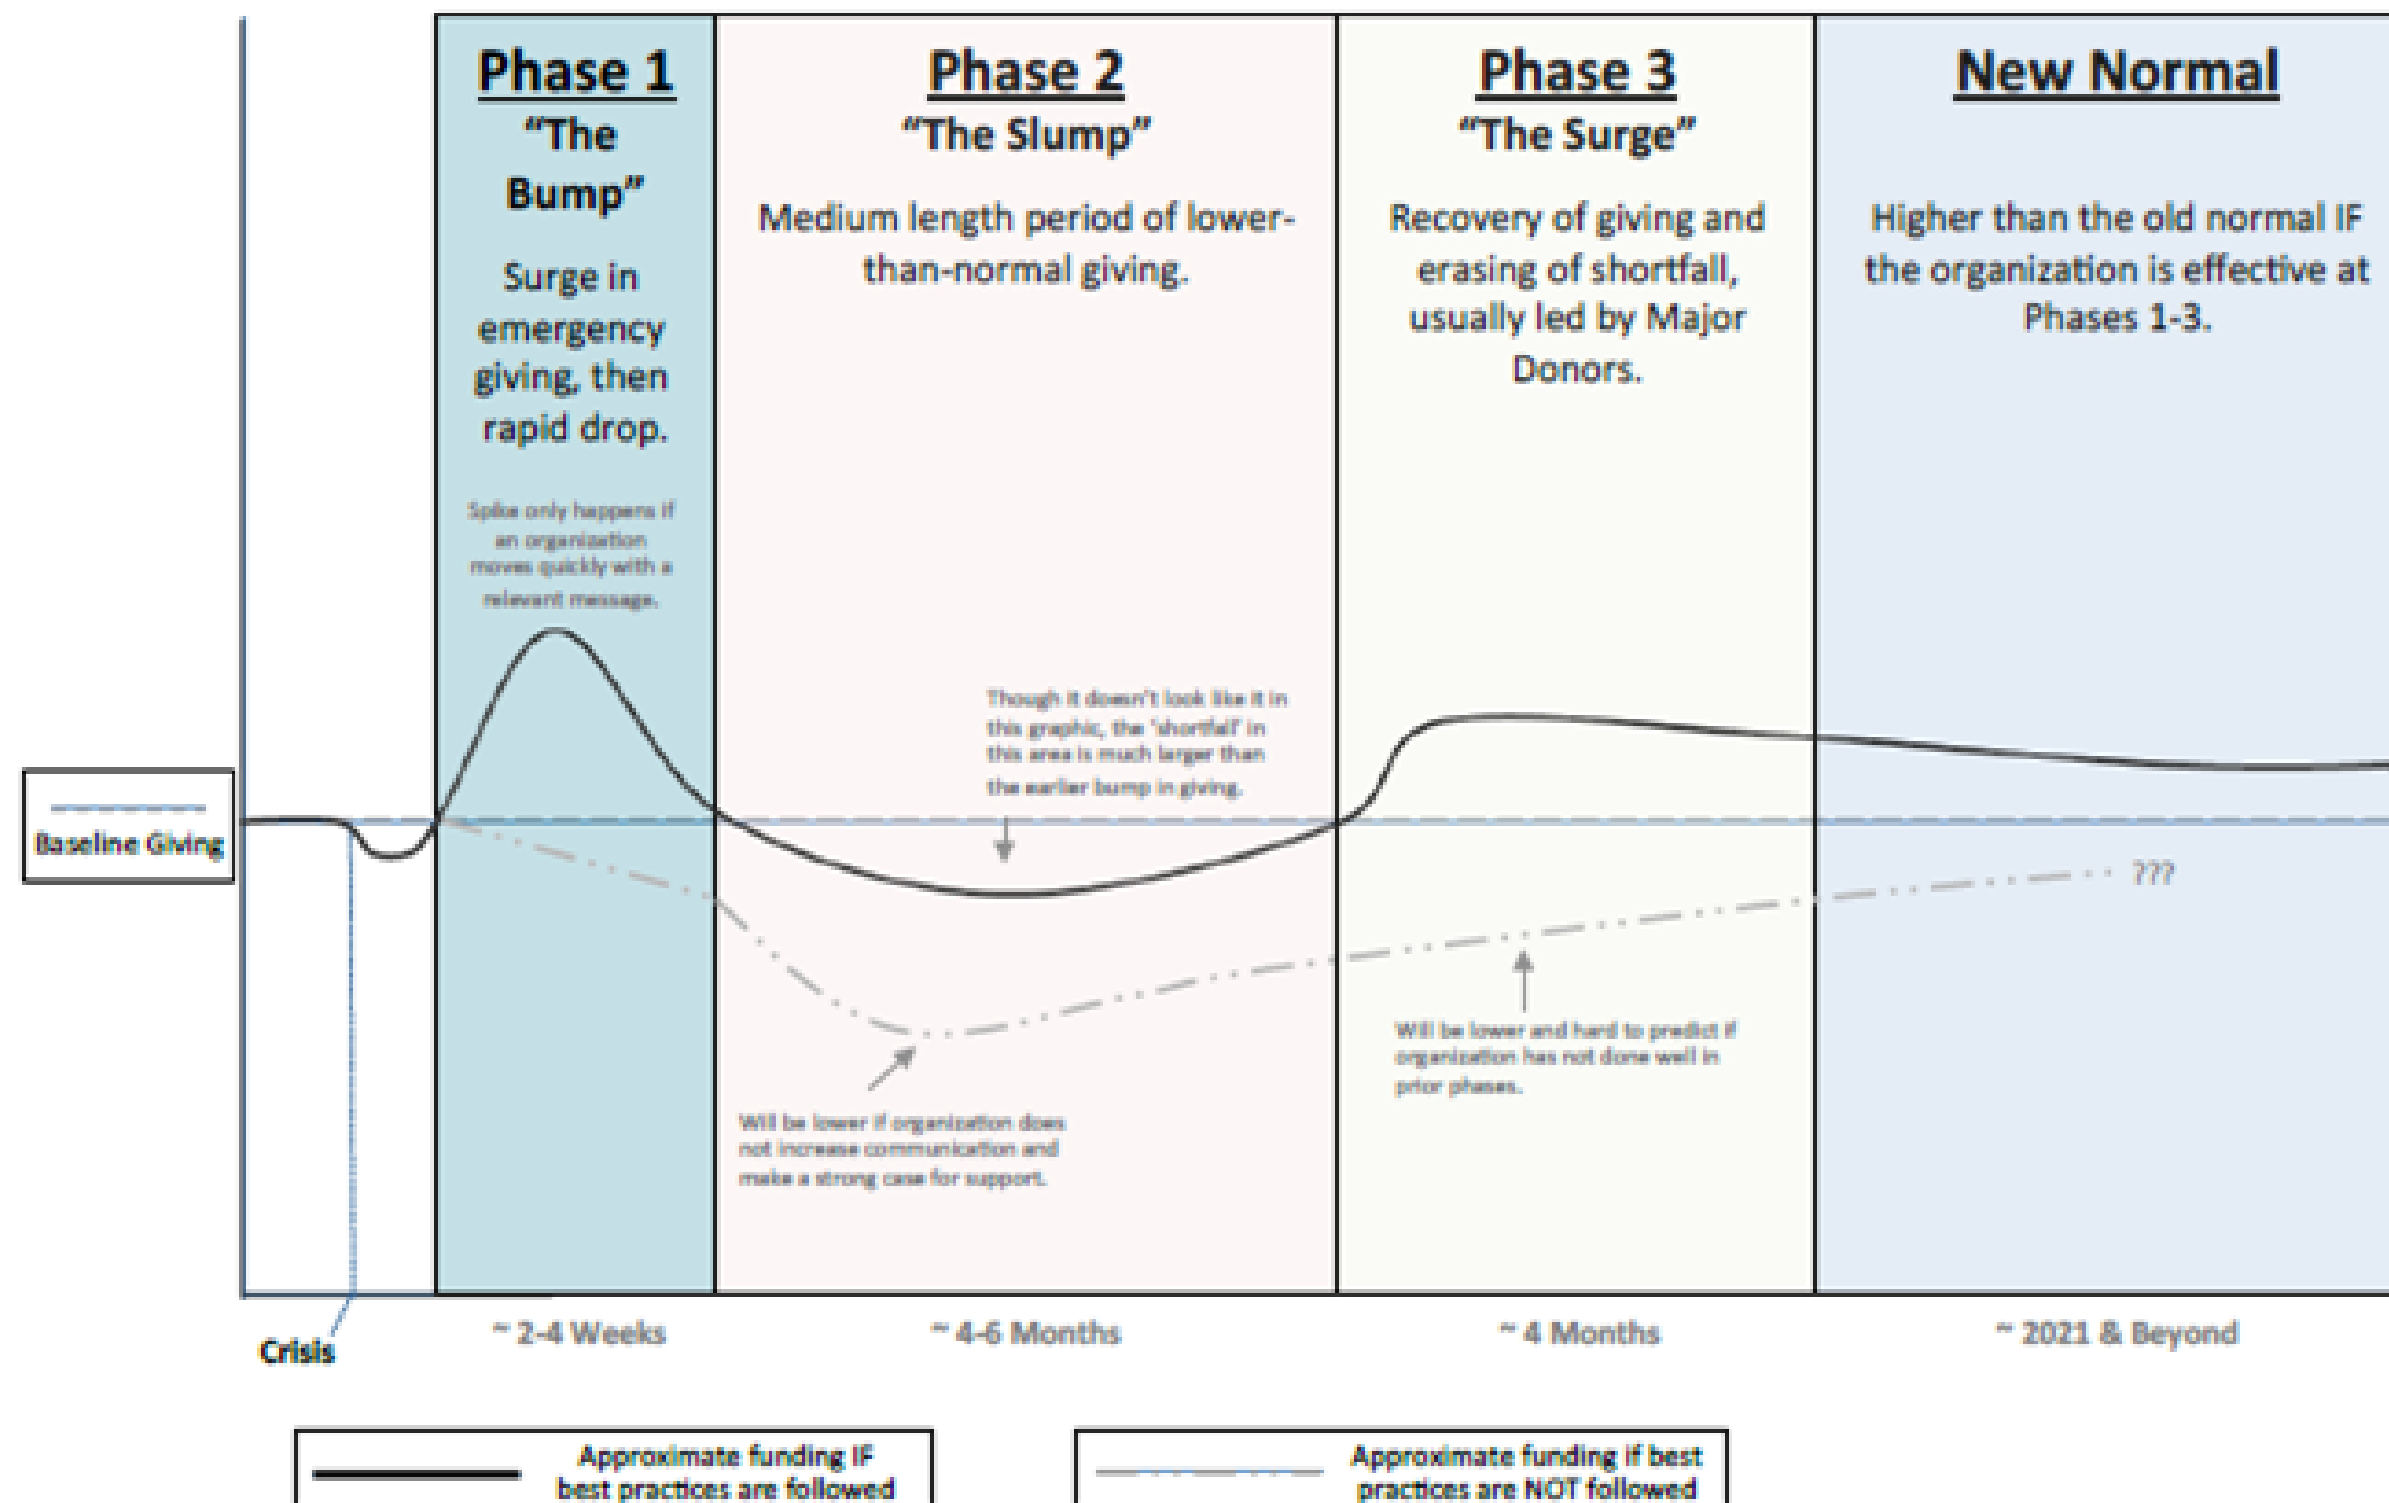 Phase 1
“The
Bump”
Surge in
emergency
giving, then
rapid drop.
Spike only happens if
an organization
moves quickly with a
relevant message.
Phase 2
“The Slump”
Medium length period of lower-
than-normal giving.
Though it doesn't look like it in
this graphic, the 'shortfall' in
this area is much larger than
the earlier bump in giving.
Will be lower if organization does
not increase communication and
make a strong case for support.
Phase 3
“The Surge”
Recovery of giving and
erasing of shortfall,
usually led by Major
Donors.
Will be lower and hard to predict if
organization has not done well in
prior phases.
New Normal
Higher than the old normal IF
the organization is effective at
Phases 1-3.
???
Baseline Giving
Crisis
~ 2-4 Weeks
~ 4-6 Months
~ 4 Months
~ 2021 & Beyond
Approximate funding IF
best practices are followed
Approximate funding if best
practices are NOT followed